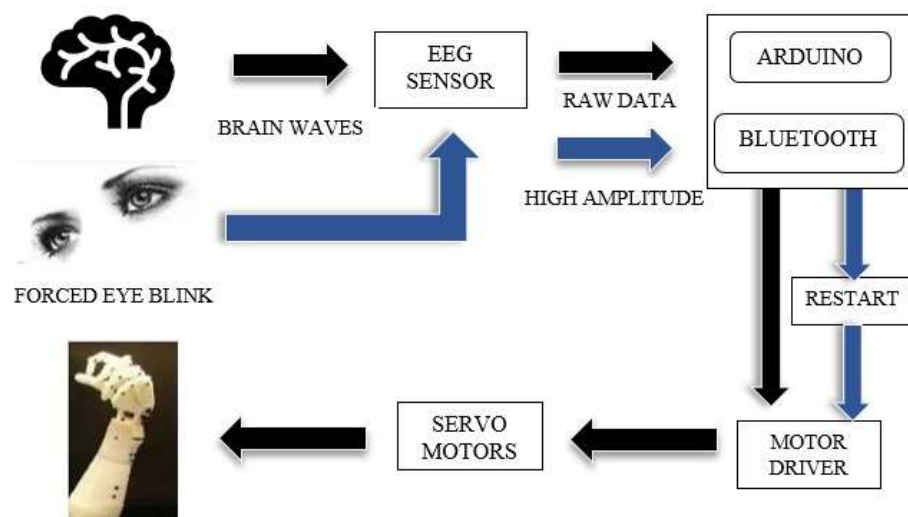 EEG
SENSOR
ARDUINO
RAW DATA
BRAIN WAVES
BLUETOOTH
HIGH AMPLITUDE
FORCED EYE BLINK
RESTART
SERVO
MOTORS
MOTOR
DRIVER